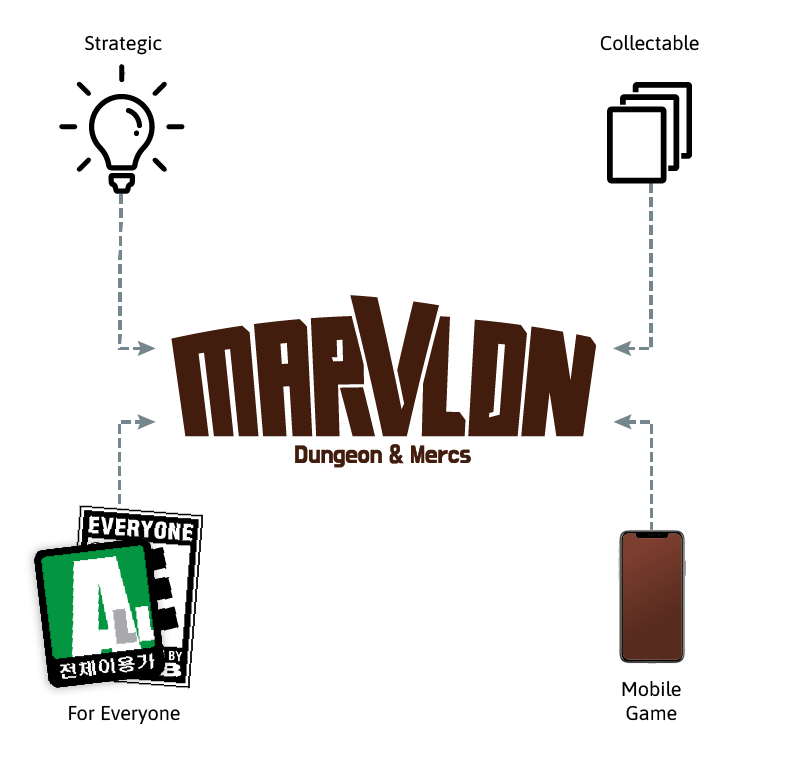 Strategic
Collectable
MARVLON
Dungeon & Mercs
EVERYONE
E
ALL
전체이용가
BY
B
For Everyone
Mobile
Game